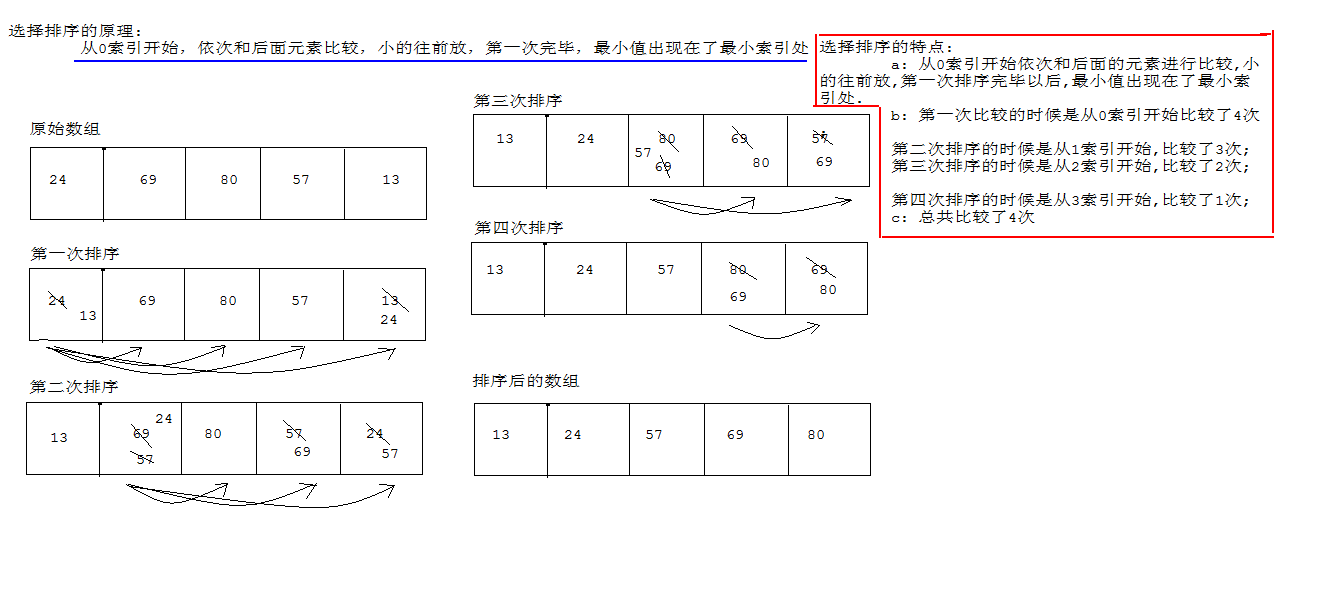 选择排序的原理:
从0索引开始，依次和后面元素比较，小的往前放，第一次完毕，最小值出现在了最小索引处
原始数组
24 69 80 57 13
第一次排序
24 69 80 57 13
13 24
第二次排序
24
13 69 80 57 24
57 69 57
第三次排序
13 24 80 69 57
57 80 69
69
第四次排序
13 24 57 80 69
69 80
排序后的数组
13 24 57 69 80
选择排序的特点:
a: 从0索引开始依次和后面的元素进行比较,小
的往前放,第一次排序完毕以后,最小值出现在了最小索
引处.
b: 第一次比较的时候是从0索引开始比较了4次
第二次排序的时候是从1索引开始,比较了3次;
第三次排序的时候是从2索引开始,比较了2次;
第四次排序的时候是从3索引开始,比较了1次;
c: 总共比较了4次